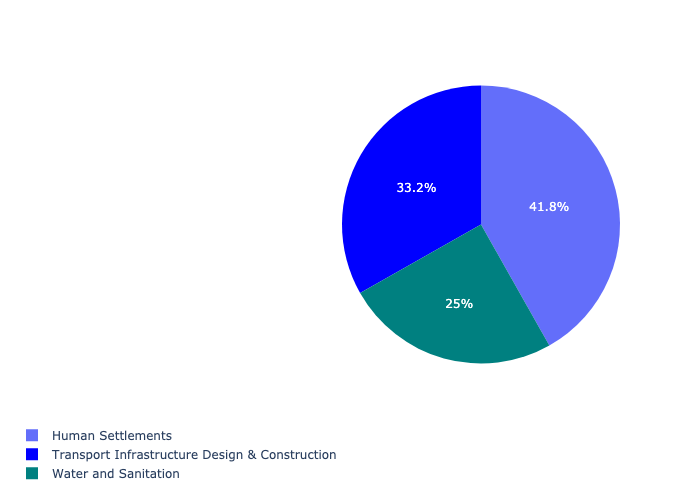 33.2%
41.8%
25%
Human Settlements
Transport Infrastructure Design & Construction
Water and Sanitation